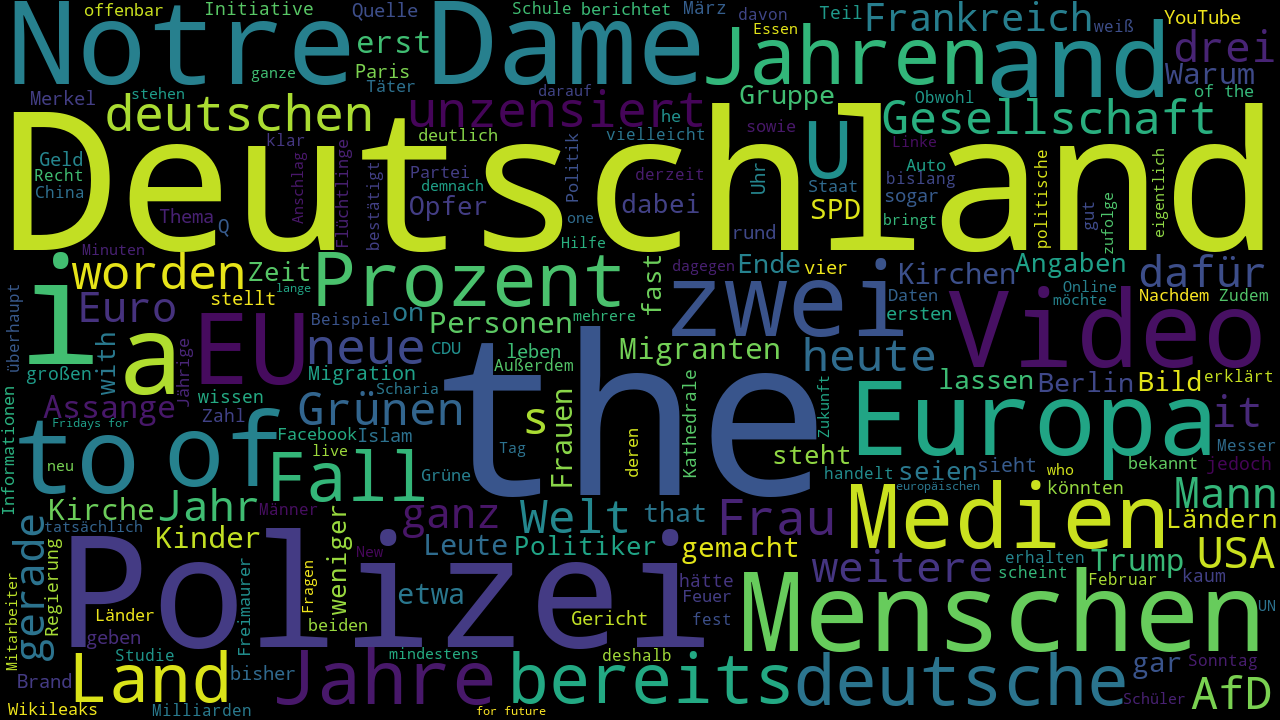 offenbar Initiative Quelle Schule berichtet März davon Teil Frankreich weiß YouTube
Notre Dame Jahren and drei
erst Essen
ganze Paris Täter Warum
Merkel stehen darauf Gruppe Obwohl of the
deutschen unzensiert he U Gesellschaft
deutlich vielleicht sowie Linke
klar
Deutschland
Geld Recht China
Anschlag Flüchtlinge bestätigt Partei demnach Politik derzeit Uhr Staat Auto bislang politische eigentlich
Thema Q Opfer one dabei SPD sogar bringt gut zufolge
Minuten Hilfe rund
i worden Zeit Prozent fast dagegen Ende vier Kirchen Angaben dafür
lange zwei Daten Online möchte Nachdem Zudem
überhaupt Euro stellt Beispiel on Personen mehrere ersten Video
a EU neue CDU leben Außerdem Migranten heute
with Jährige Migration
großen wissen Scharia Europa lassen Berlin Bild erklärt
Assange Zahl Grünen s Frauen Kathedrale Zukunft it
Fridays for the
to of Facebook Islam Tag deren steht seien sieht Messer
live handelt bekannt jedoch
Informationen neu Fall Grüne who könnten europäischen
Kirche Jahr Männer ganz Welt that Frau Medien Mann Ländern
tatsächlich
gerade Kinder weniger Leute Politiker gemacht USA
Regierung New weitere erhalten scheint Trump
Polizei Februar kaum
Mitarbeiter Länder Freimaurer Fragen etwa hätte Feuer Menschen UN
geben beiden Gericht fest
Studie mindestens deshalb
Brand Land bisher Jahre bereits deutsche gar Sonntag
Schüler AfD
Wikileaks Milliarden for future